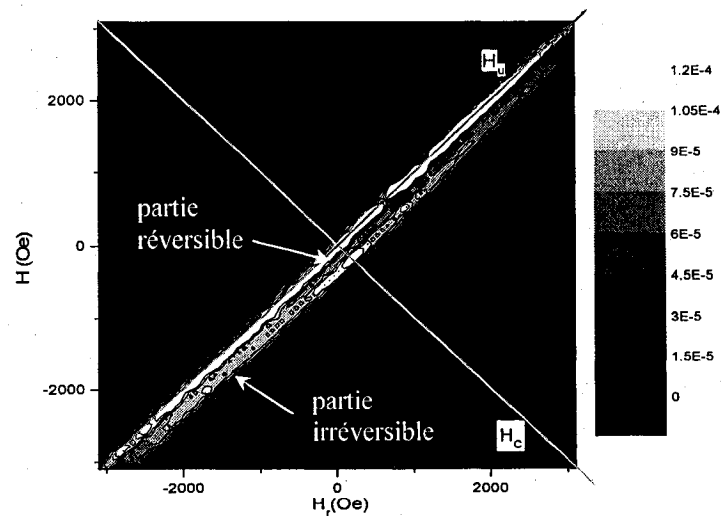 H_u
1.2E-4
2000
1.05E-4
9E-5
7.5E-5
partie
réversible
6E-5
0
H (Oe)
4.5E-5
3E-5
1.5E-5
-2000
partie
irréversible
H_c
0
-2000
0
2000
H_r(Oe)